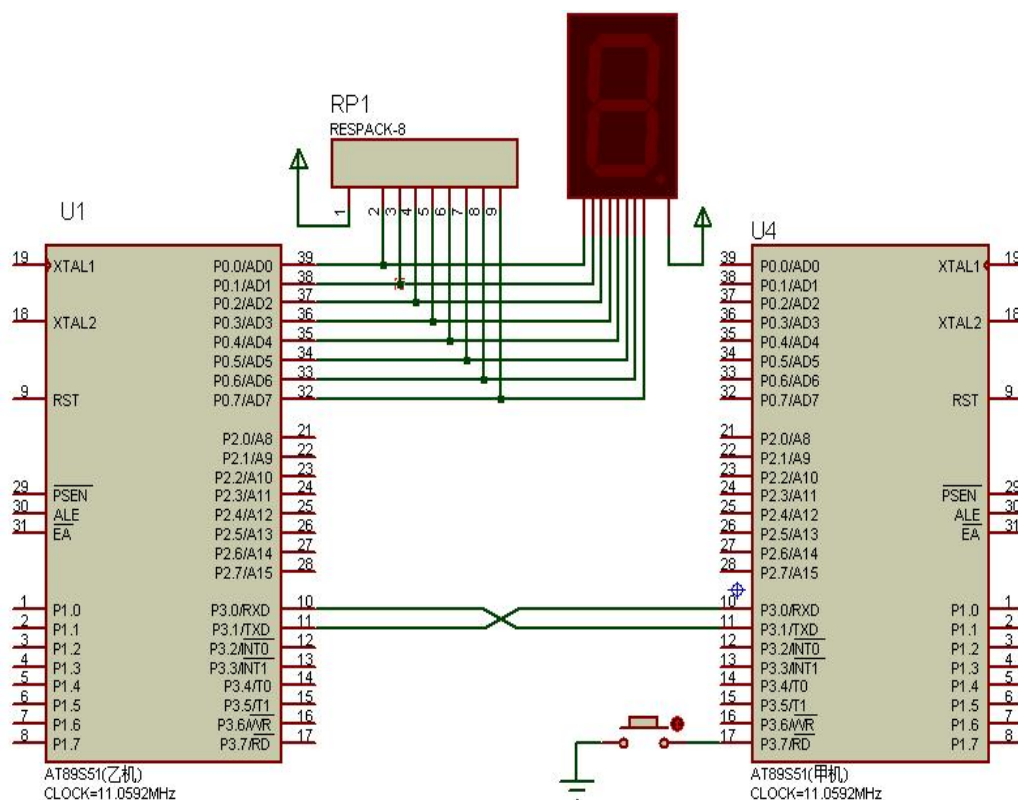 RP1
RESPACK-8
1
2
3
4
5
6
7
8
9
U1
19 XTAL1
18 XTAL2
9 RST
29 PSEN
30 ALE
31 EA
1 P1.0
2 P1.1
3 P1.2
4 P1.3
5 P1.4
6 P1.5
7 P1.6
8 P1.7
P0.0/AD0 39
P0.1/AD1 38
P0.2/AD2 37
P0.3/AD3 36
P0.4/AD4 35
P0.5/AD5 34
P0.6/AD6 33
P0.7/AD7 32
P2.0/A8 21
P2.1/A9 22
P2.2/A10 23
P2.3/A11 24
P2.4/A12 25
P2.5/A13 26
P2.6/A14 27
P2.7/A15 28
P3.0/RXD 10
P3.1/TXD 11
P3.2/INT0 12
P3.3/INT1 13
P3.4/T0 14
P3.5/T1 15
P3.6/WR 16
P3.7/RD 17
AT89S51(乙机)
CLOCK=11.0592MHz
U4
39 P0.0/AD0
38 P0.1/AD1
37 P0.2/AD2
36 P0.3/AD3
35 P0.4/AD4
34 P0.5/AD5
33 P0.6/AD6
32 P0.7/AD7
21 P2.0/A8
22 P2.1/A9
23 P2.2/A10
24 P2.3/A11
25 P2.4/A12
26 P2.5/A13
27 P2.6/A14
28 P2.7/A15
10 P3.0/RXD
11 P3.1/TXD
12 P3.2/INT0
13 P3.3/INT1
14 P3.4/T0
15 P3.5/T1
16 P3.6/WR
17 P3.7/RD
XTAL1 19
XTAL2 18
RST 9
PSEN 29
ALE 30
EA 31
P1.0 1
P1.1 2
P1.2 3
P1.3 4
P1.4 5
P1.5 6
P1.6 7
P1.7 8
AT89S51(甲机)
CLOCK=11.0592MHz